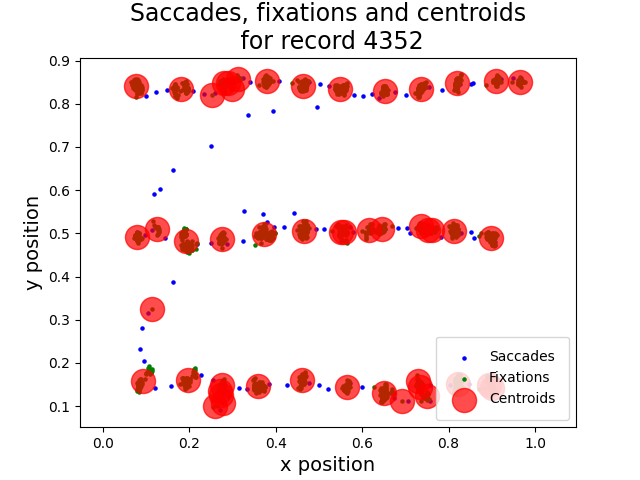 Saccades, fixations and centroids
for record 4352
0.9
0.8
0.7
0.6
0.5
0.4
0.3
0.2
0.1
y position
Saccades
Fixations
Centroids
0.0 0.2 0.4 0.6 0.8 1.0
x position